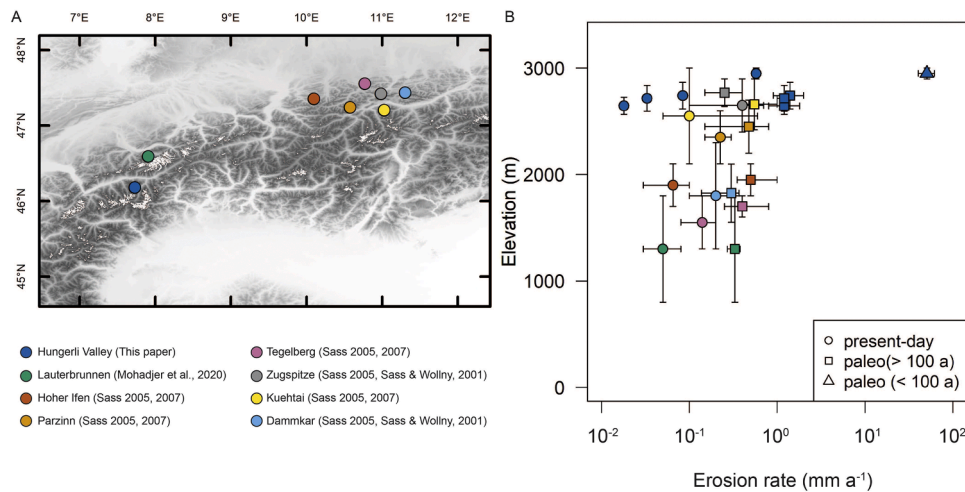 A
7°E 8°E 9°E 10°E 11°E 12°E
48°N
47°N
46°N
45°N
Hungerli Valley (This paper)
Lauterbrunnen (Mohadjer et al., 2020)
Hoher Ifen (Sass 2005, 2007)
Parzinn (Sass 2005, 2007)
Tegelberg (Sass 2005, 2007)
Zugspitze (Sass 2005, Sass & Wollny, 2001)
Kuehtai (Sass 2005, 2007)
Dammkar (Sass 2005, Sass & Wollny, 2001)
B
Elevation (m)
3000
2000
1000
0
present-day
paleo(> 100 a)
paleo (< 100 a)
10⁻² 10⁻¹ 10⁰ 10¹ 10²
Erosion rate (mm a⁻¹)